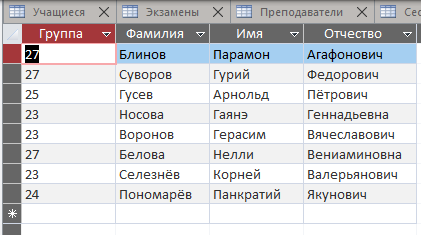 Учащиеся Экзамены Преподаватели Сес
Группа Фамилия Имя Отчество
27 Блинов Парамон Агафонович
27 Суворов Гурий Федорович
25 Гусев Арнольд Пётрович
23 Носова Гаянэ Геннадьевна
23 Воронов Герасим Вячеславович
27 Белова Нелли Вениаминовна
23 Селезнёв Корней Валерьянович
24 Пономарёв Панкратий Якунович